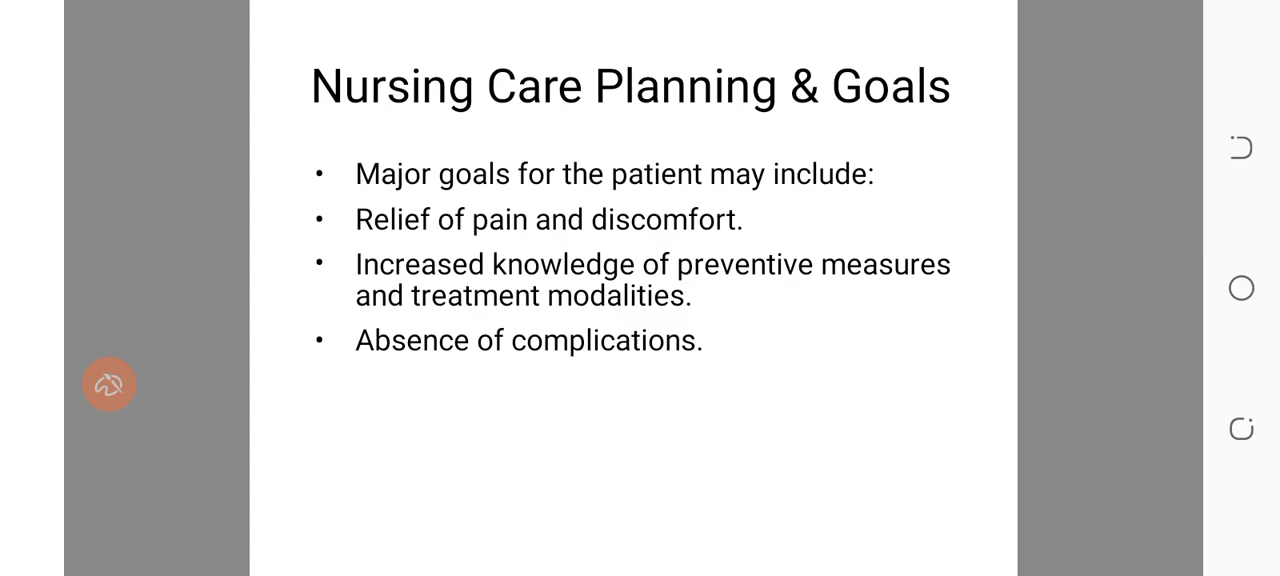 Nursing Care Planning & Goals
• Major goals for the patient may include:
• Relief of pain and discomfort.
• Increased knowledge of preventive measures
and treatment modalities.
• Absence of complications.